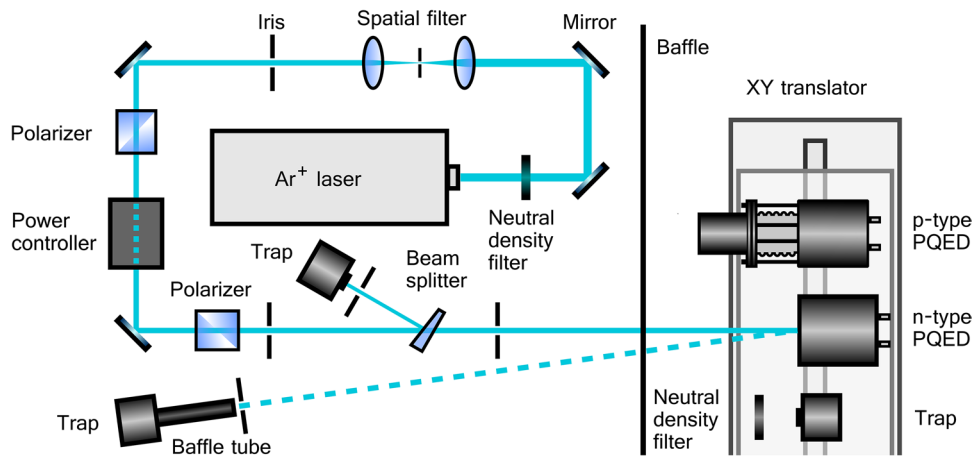 Iris
Spatial filter
Mirror
Baffle
XY translator
Polarizer
Ar+ laser
Power
controller
Neutral
density
filter
p-type
PQED
Trap
Beam
splitter
Polarizer
n-type
PQED
Trap
Baffle tube
Neutral
density
filter
Trap